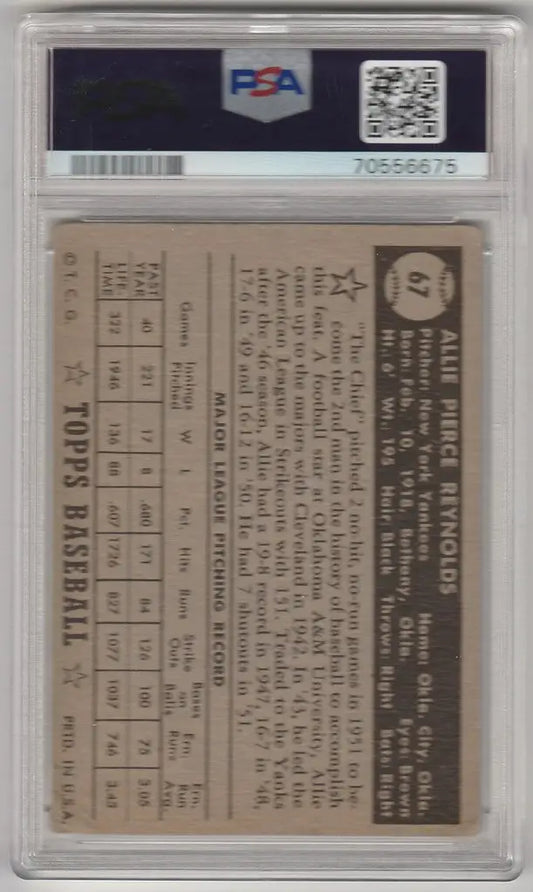 PSA
70556675
67
ALLIE PIERCE REYNOLDS
Pitcher: New York Yankees Home: Okla. City, Okla.
Born: Feb. 10, 1918, Bethany, Okla. Eyes: Brown
Ht.: 6' Wt.: 195 Hair: Black Throws: Right Bats: Right
"The Chief" pitched 2 no-hit, no-run games in 1951 to be-
come the 2nd man in the history of baseball to accomplish
this feat. A football star at Oklahoma A&M University, Allie
came up to the majors with Cleveland in 1942. In '43, he led the
American League in Strikeouts with 151. Traded to the Yanks
after the '46 season, Allie had a 19-8 record in 1947, 16-7 in '48,
17-6 in '49 and 16-12 in '50. He had 7 shutouts in '51.
MAJOR LEAGUE PITCHING RECORD
Games Innings Pitched W L Pct. Hits Runs Strike Outs Bases on Balls Ern. Runs Ern. Run Avg.
PAST YEAR 40 221 17 8 .680 171 84 126 100 75 3.05
LIFE-TIME 322 1946 136 88 .607 1726 827 1077 1037 746 3.45
© T. C. G. TOPPS BASEBALL PRTD. IN U.S.A.